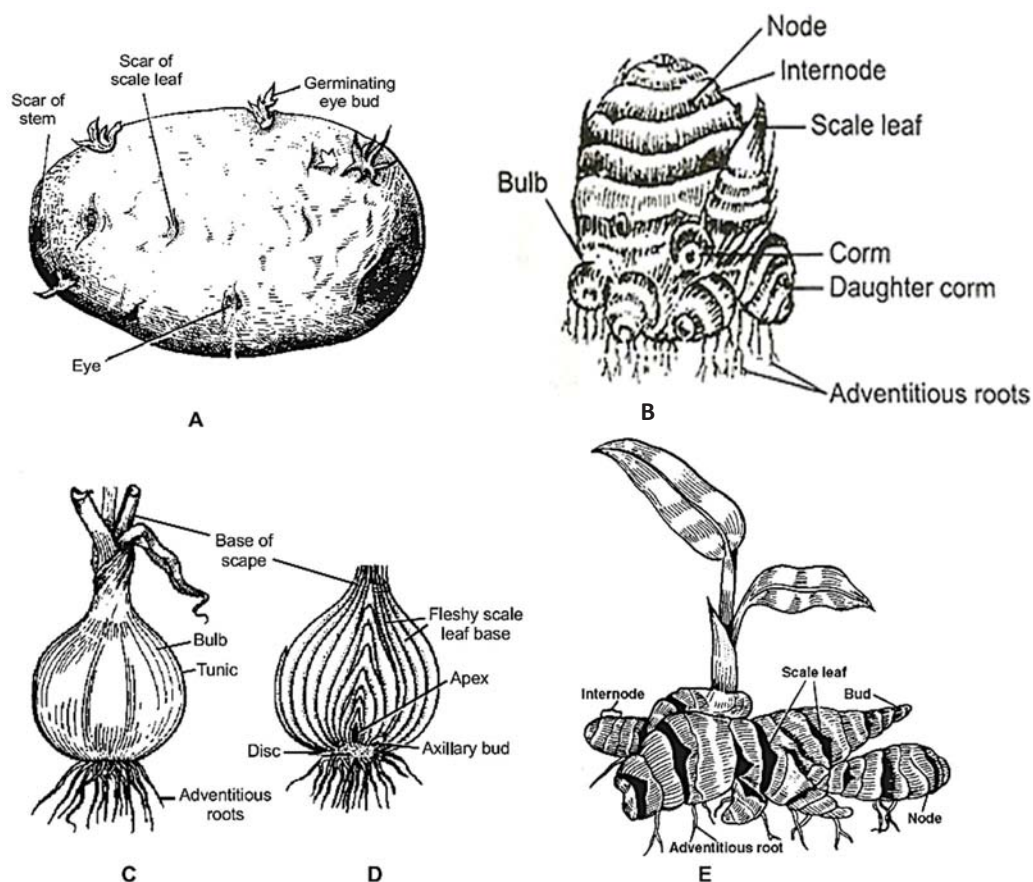 Scar of
scale leaf
Germinating
eye bud
Scar of
stem
Eye
A
Node
Internode
Scale leaf
Bulb
Corm
Daughter corm
Adventitious roots
B
Base of
scape
Bulb
Tunic
Adventitious
roots
C
Fleshy scale
leaf base
Apex
Disc
Axillary bud
D
Scale leaf
Internode
Bud
Node
Adventitious root
E